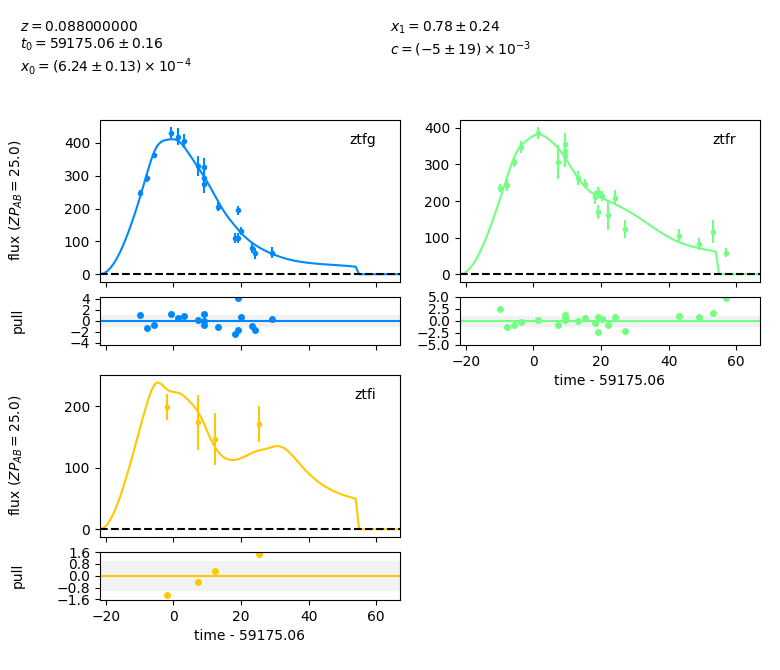 z = 0.088000000
t₀ = 59175.06 ± 0.16
x₀ = (6.24 ± 0.13) × 10⁻⁴
x₁ = 0.78 ± 0.24
c = (−5 ± 19) × 10⁻³
flux (ZP_AB = 25.0)
400
300
200
100
0
ztfg
400
300
200
100
0
ztfr
pull
4
2
0
−2
−4
5.0
2.5
0.0
−2.5
−5.0
−20
0
20
40
60
time - 59175.06
flux (ZP_AB = 25.0)
200
100
0
ztfi
pull
1.6
0.8
0.0
−0.8
−1.6
−20
0
20
40
60
time - 59175.06